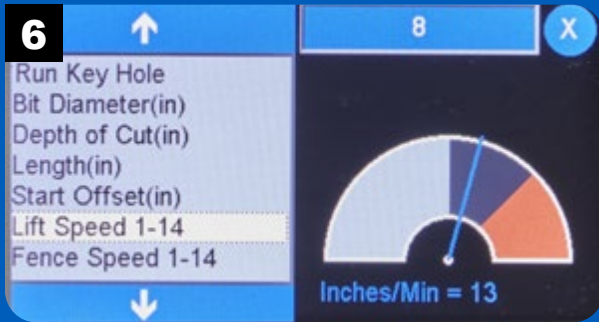 6
8
X
Run Key Hole
Bit Diameter(in)
Depth of Cut(in)
Length(in)
Start Offset(in)
Lift Speed 1-14
Fence Speed 1-14
Inches/Min = 13